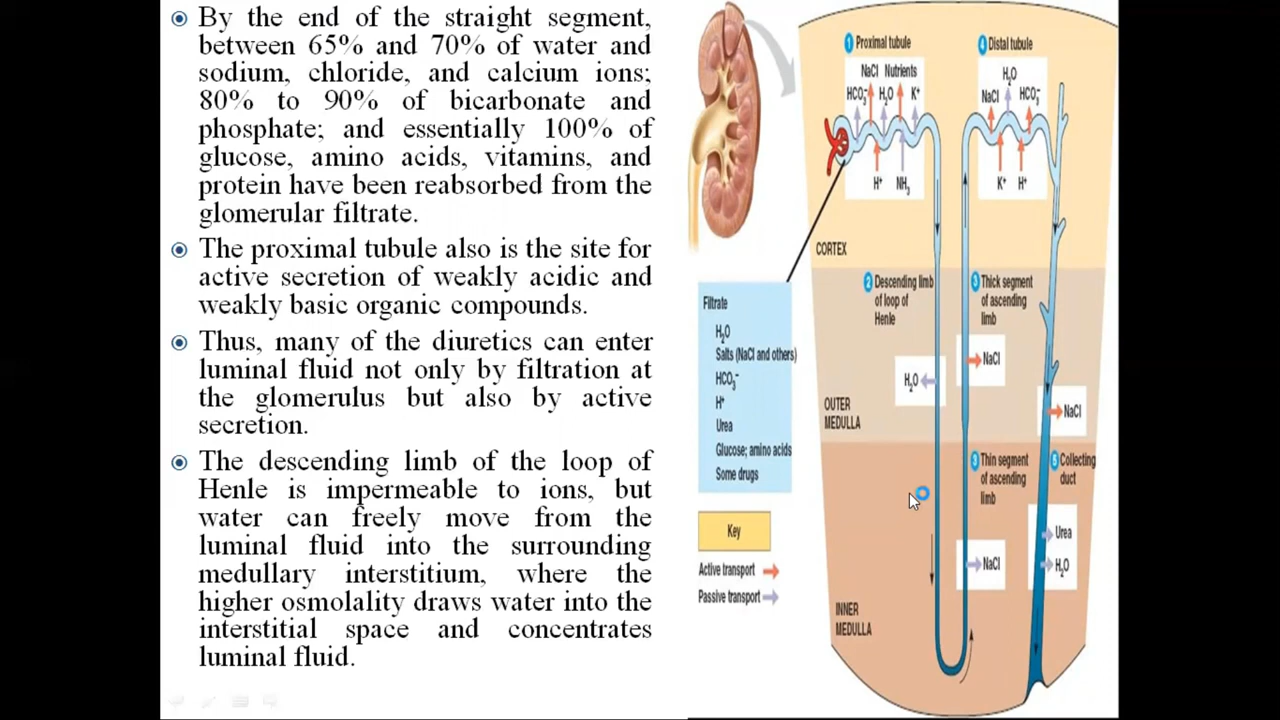 By the end of the straight segment,
between 65% and 70% of water and
sodium, chloride, and calcium ions;
80% to 90% of bicarbonate and
phosphate; and essentially 100% of
glucose, amino acids, vitamins, and
protein have been reabsorbed from the
glomerular filtrate.
The proximal tubule also is the site for
active secretion of weakly acidic and
weakly basic organic compounds.
Thus, many of the diuretics can enter
luminal fluid not only by filtration at
the glomerulus but also by active
secretion.
The descending limb of the loop of
Henle is impermeable to ions, but
water can freely move from the
luminal fluid into the surrounding
medullary interstitium, where the
higher osmolality draws water into the
interstitial space and concentrates
luminal fluid.
1 Proximal tubule
NaCl Nutrients
HCO3⁻ H2O K⁺
H⁺ NH3
4 Distal tubule
H2O
NaCl HCO3⁻
K⁺ H⁺
CORTEX
Filtrate
H2O
Salts (NaCl and others)
HCO3⁻
H⁺
Urea
Glucose; amino acids
Some drugs
2 Descending limb
of loop of
Henle
3 Thick segment
of ascending
limb
NaCl
H2O
OUTER
MEDULLA
NaCl
3 Thin segment
of ascending
limb
5 Collecting
duct
Key
Active transport
Passive transport
Urea
NaCl
H2O
INNER
MEDULLA